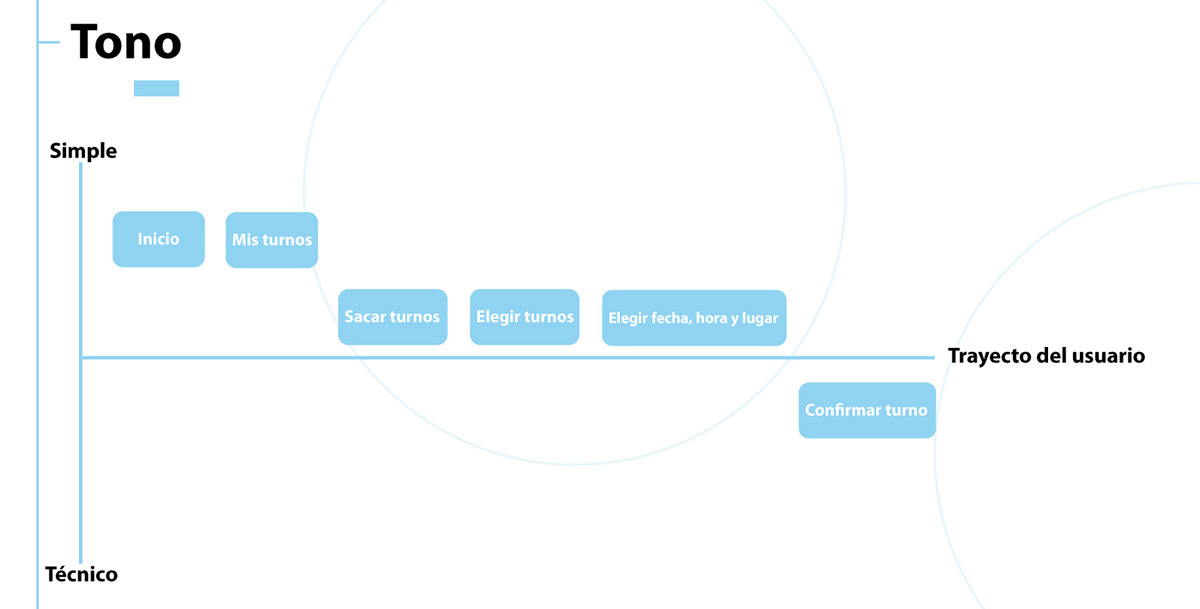 Tono
Simple
Inicio
Mis turnos
Sacar turnos
Elegir turnos
Elegir fecha, hora y lugar
Trayecto del usuario
Confirmar turno
Técnico